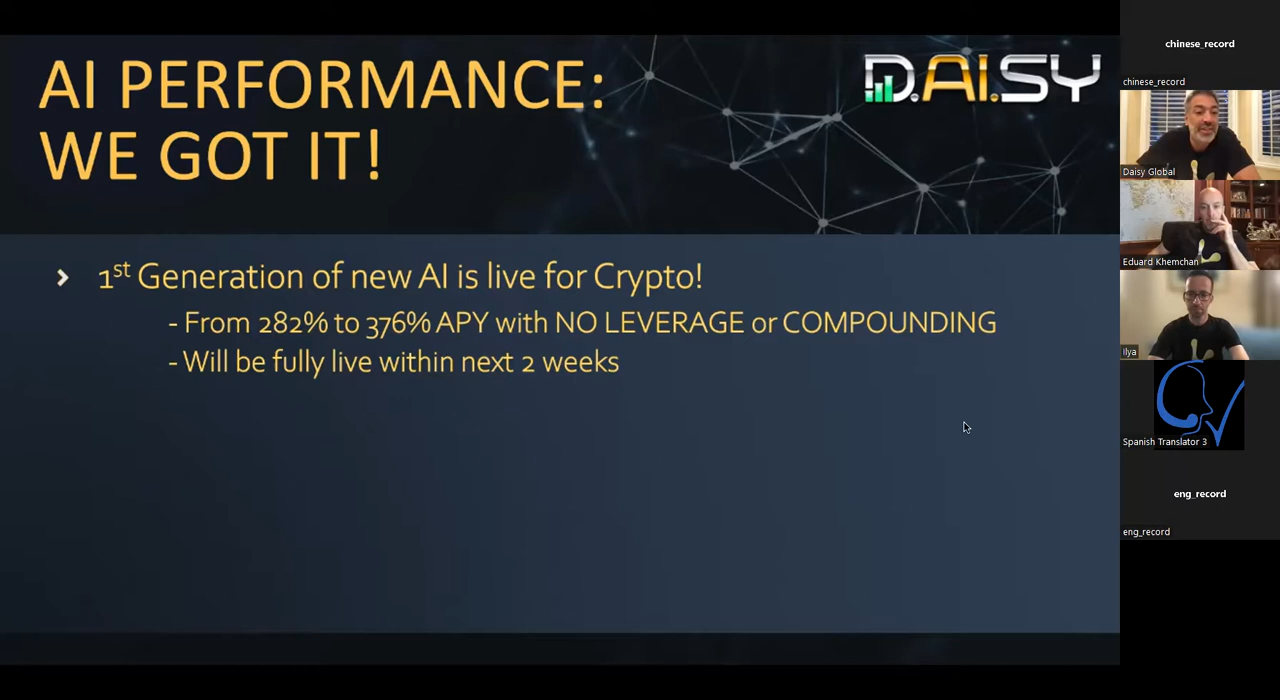 AI PERFORMANCE:
WE GOT IT!
D.AI.SY
1st Generation of new AI is live for Crypto!
- From 282% to 376% APY with NO LEVERAGE or COMPOUNDING
- Will be fully live within next 2 weeks
chinese_record
chinese_record
Daisy Global
Eduard Khemchan
Ilya
Spanish Translator 3
eng_record
eng_record